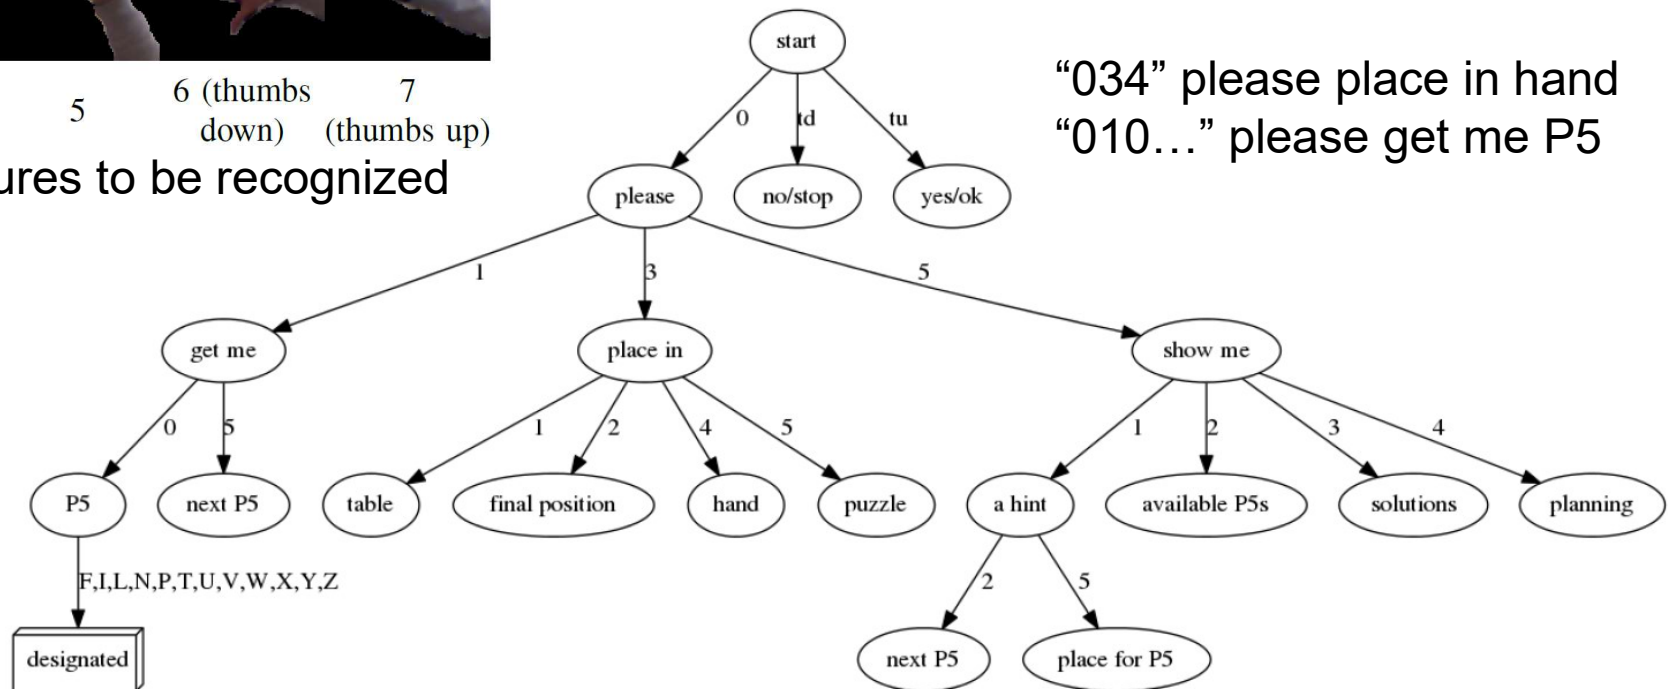 5
6 (thumbs down)
7 (thumbs up)
ures to be recognized
"034" please place in hand
"010…" please get me P5
start
0
td
tu
please
no/stop
yes/ok
1
3
5
get me
place in
show me
0
5
1
2
4
5
1
2
3
4
P5
next P5
table
final position
hand
puzzle
a hint
available P5s
solutions
planning
F,I,L,N,P,T,U,V,W,X,Y,Z
2
5
designated
next P5
place for P5